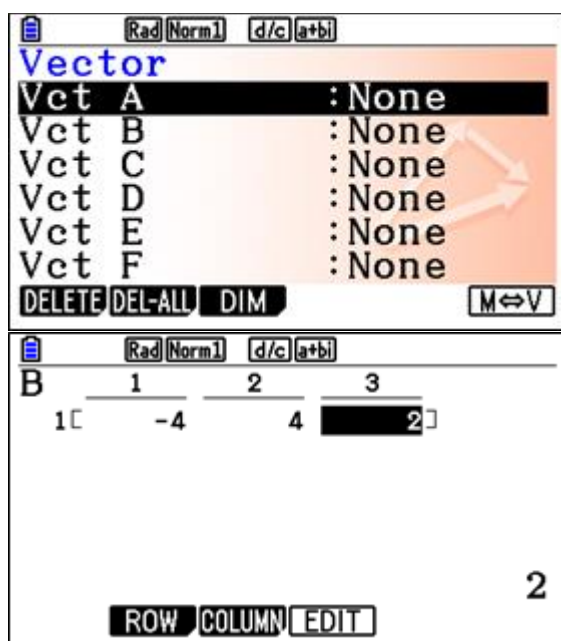 Rad Norm1 d/c a+bi
Vector
Vct A :None
Vct B :None
Vct C :None
Vct D :None
Vct E :None
Vct F :None
DELETE DEL-ALL DIM M⇔V
Rad Norm1 d/c a+bi
B 1 2 3
1[ -4 4 2]
2
ROW COLUMN EDIT